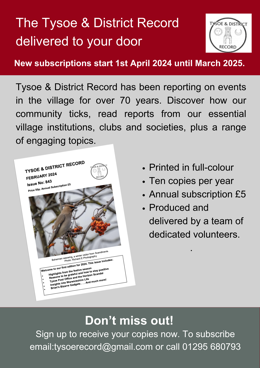 The Tysoe & District Record
delivered to your door
TYSOE & DISTRICT
RECORD
New subscriptions start 1st April 2024 until March 2025.
Tysoe & District Record has been reporting on events
in the village for over 70 years. Discover how our
community ticks, read reports from our essential
village institutions, clubs and societies, plus a range
of engaging topics.
TYSOE & DISTRICT RECORD
FEBRUARY 2024
Issue No:
• Printed in full-colour
• Ten copies per year
• Annual subscription £5
• Produced and
delivered by a team of
dedicated volunteers.
.
Don't miss out!
Sign up to receive your copies now. To subscribe
email:tysoerecord@gmail.com or call 01295 680793